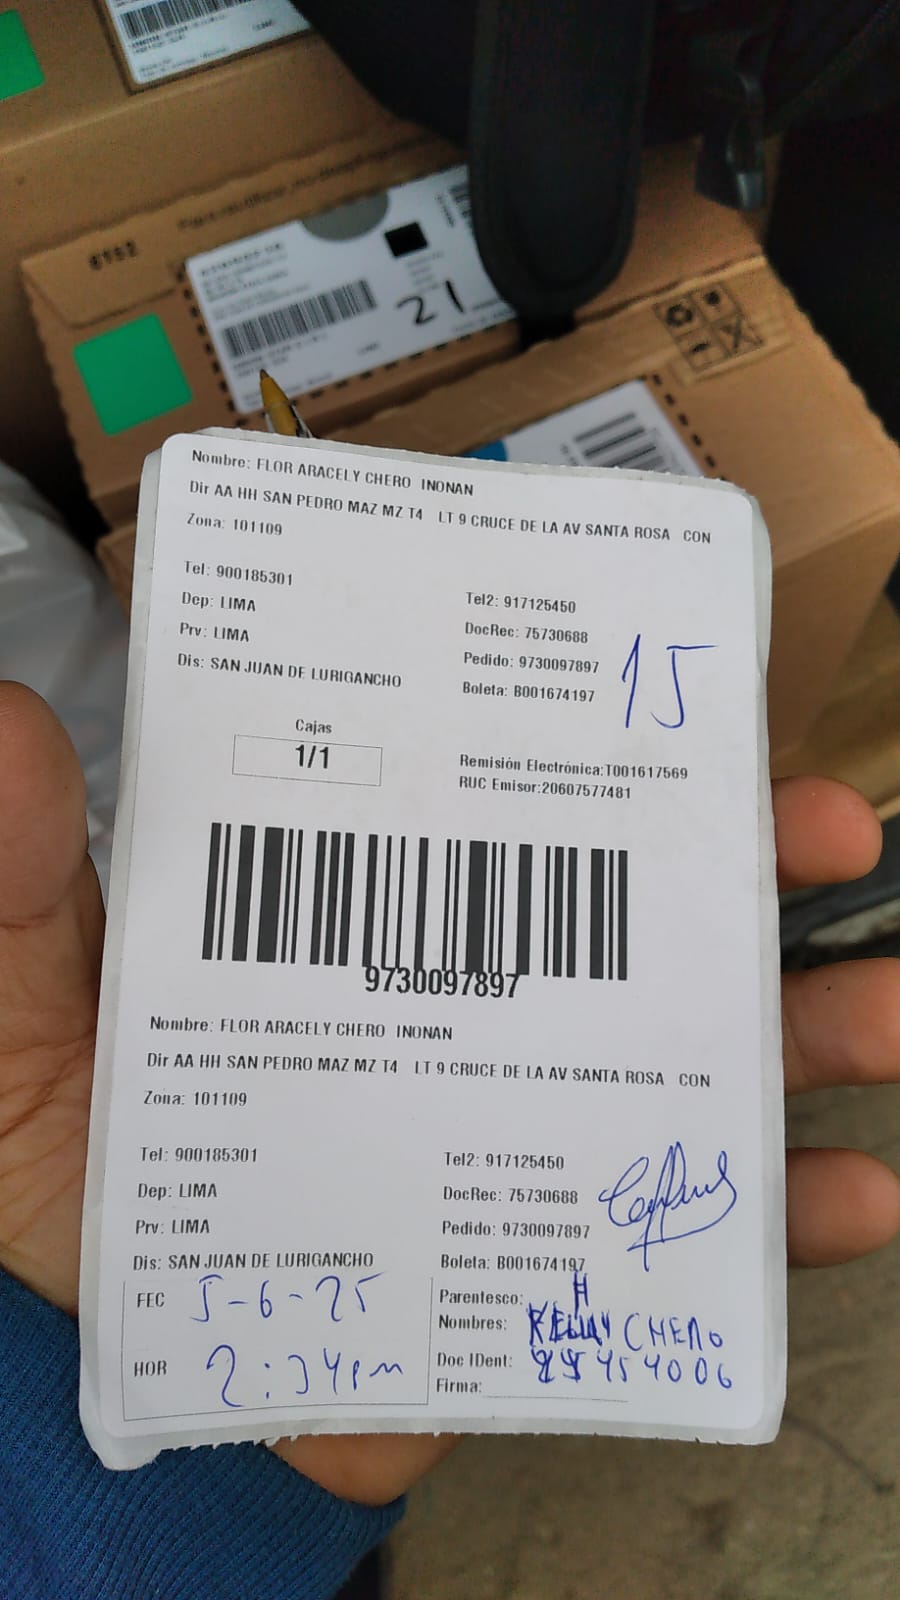 6152
21
Nombre: FLOR ARACELY CHERO INONAN
Dir AA HH SAN PEDRO MAZ MZ T4 LT 9 CRUCE DE LA AV SANTA ROSA CON
Zona: 101109
Tel: 900185301
Tel2: 917125450
Dep: LIMA
DocRec: 75730688
Prv: LIMA
Pedido: 9730097897
Dis: SAN JUAN DE LURIGANCHO
Boleta: B001674197
15
Cajas
1/1
Remisión Electrónica:T001617569
RUC Emisor:20607577481
9730097897
Nombre: FLOR ARACELY CHERO INONAN
Dir AA HH SAN PEDRO MAZ MZ T4 LT 9 CRUCE DE LA AV SANTA ROSA CON
Zona: 101109
Tel: 900185301
Tel2: 917125450
Dep: LIMA
DocRec: 75730688
Prv: LIMA
Pedido: 9730097897
Dis: SAN JUAN DE LURIGANCHO
Boleta: B001674197
FEC 5-6-25
Parentesco: H
Nombres: CHERO
HOR 2:34pm
Doc IDent:
Firma: